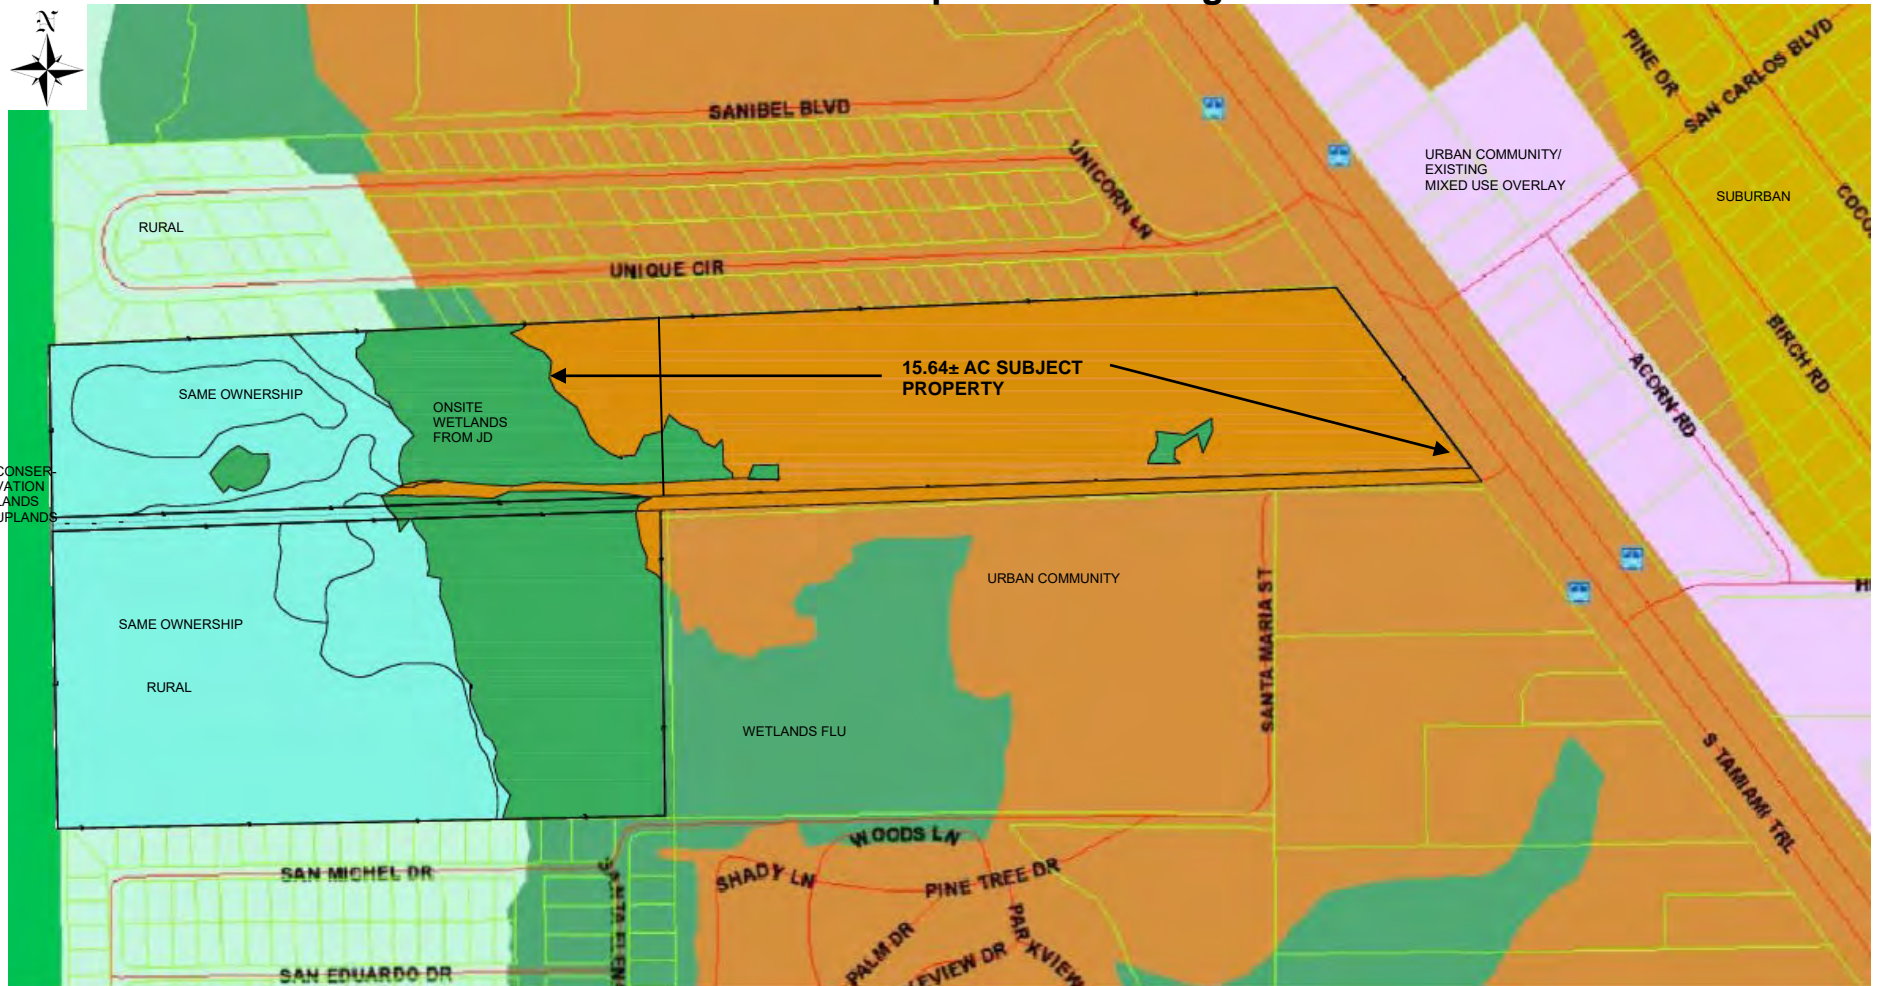 N
SANIBEL BLVD
PINE DR
SAN CARLOS BLVD
UNICORN LN
URBAN COMMUNITY/
EXISTING
MIXED USE OVERLAY
SUBURBAN
RURAL
UNIQUE CIR
BIRCH RD
ACORN RD
15.64± AC SUBJECT
PROPERTY
SAME OWNERSHIP
ONSITE
WETLANDS
FROM JD
CONSER-
VATION
LANDS
UPLANDS
URBAN COMMUNITY
SANTA MARIA ST
SAME OWNERSHIP
RURAL
WETLANDS FLU
S TAMIAMI TRL
WOODS LN
SHADY LN
PINE TREE DR
SAN MICHEL DR
PALM DR
PARKVIEW
SAN EDUARDO DR